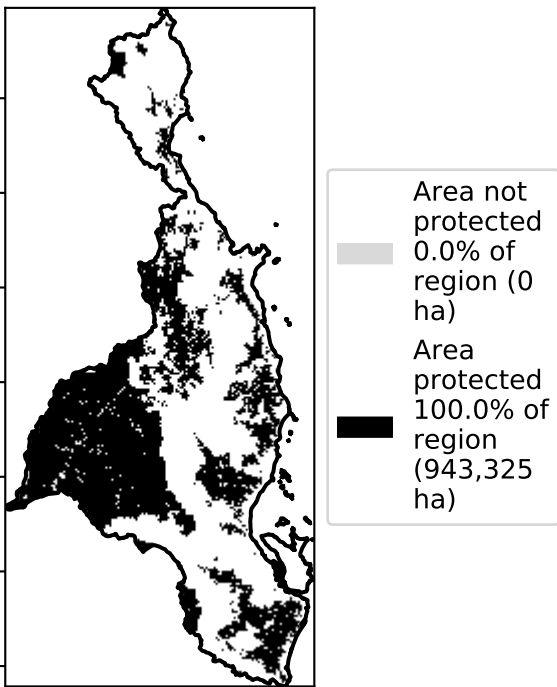 Area not
protected
0.0% of
region (0
ha)
Area
protected
100.0% of
region
(943,325
ha)